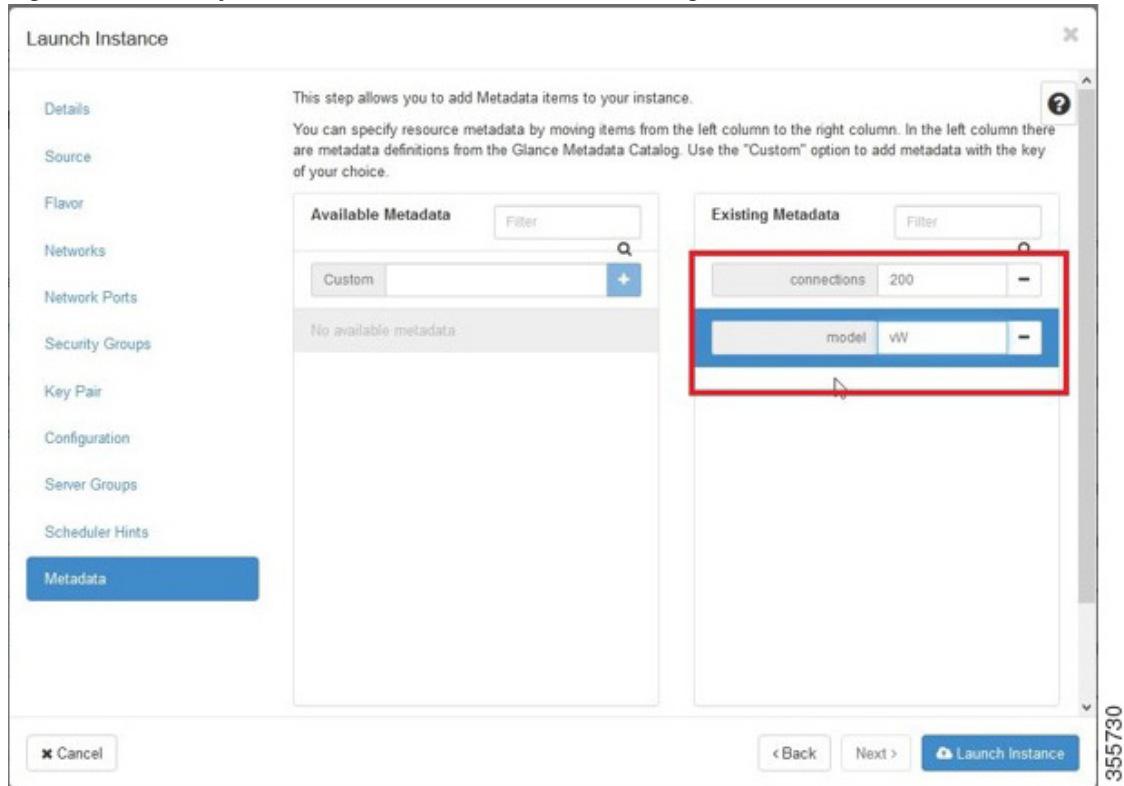 Launch Instance
Details
Source
Flavor
Networks
Network Ports
Security Groups
Key Pair
Configuration
Server Groups
Scheduler Hints
Metadata
This step allows you to add Metadata items to your instance.
You can specify resource metadata by moving items from the left column to the right column. In the left column there
are metadata definitions from the Glance Metadata Catalog. Use the "Custom" option to add metadata with the key
of your choice.
Available Metadata Filter
Custom
No available metadata
Existing Metadata Filter
connections 200
model vW
Cancel
< Back Next > Launch Instance
355730